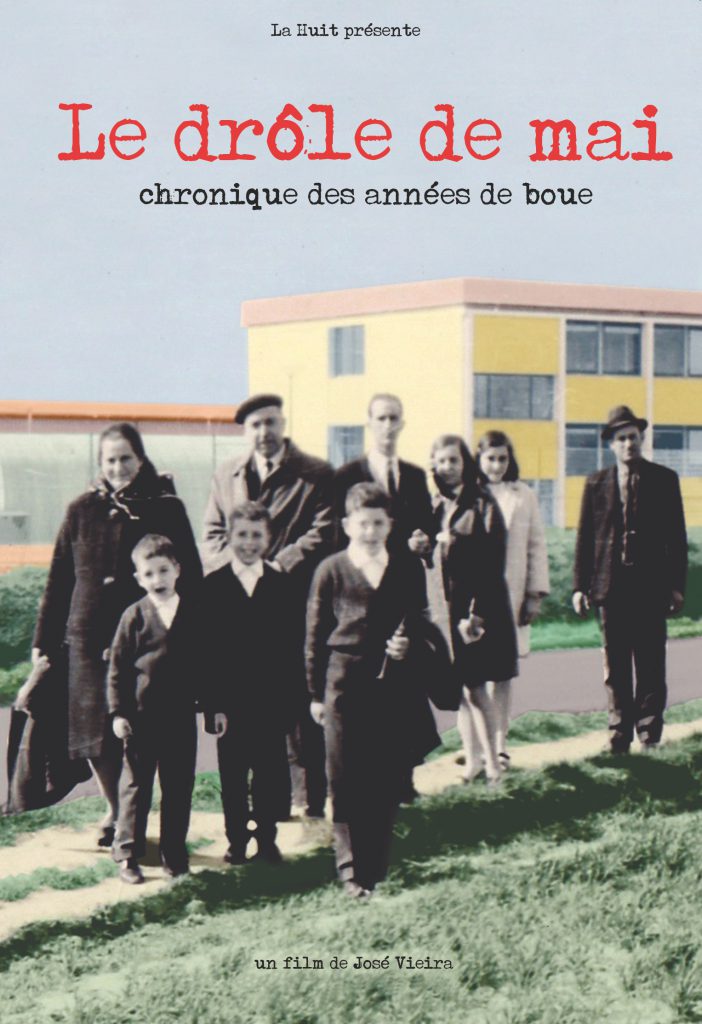 La Huit présente
Le drôle de mai
chronique des années de boue
un film de José Vieira